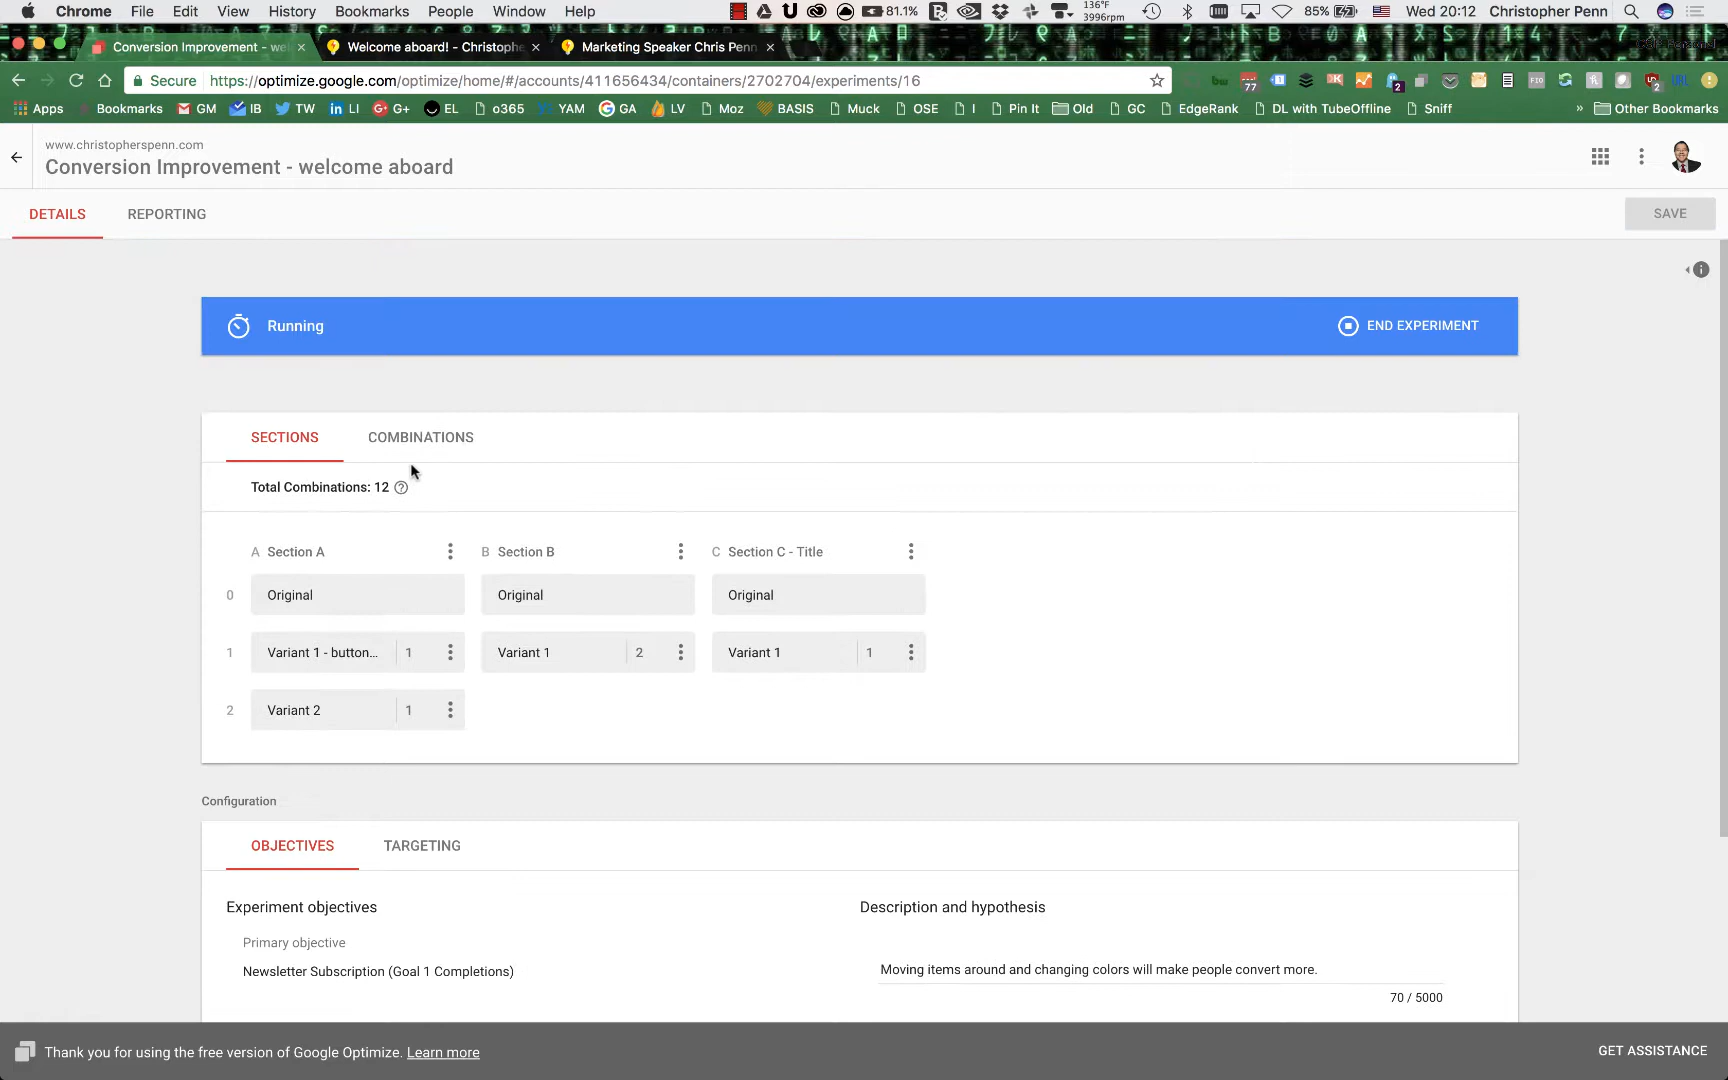 Chrome File Edit View History Bookmarks People Window Help 81.1% 136°F 3996rpm 85% Wed 20:12 Christopher Penn
Conversion Improvement - wel × Welcome aboard! - Christophe × Marketing Speaker Chris Penn ×
Secure https://optimize.google.com/optimize/home/#/accounts/411656434/containers/2702704/experiments/16
Apps Bookmarks GM IB TW LI G+ EL o365 YAM GA LV Moz BASIS Muck OSE I Pin It Old GC EdgeRank DL with TubeOffline Sniff » Other Bookmarks
www.christopherspenn.com
Conversion Improvement - welcome aboard
DETAILS REPORTING SAVE
Running END EXPERIMENT
SECTIONS COMBINATIONS
Total Combinations: 12
A Section A B Section B C Section C - Title
0 Original Original Original
1 Variant 1 - button... 1 Variant 1 2 Variant 1 1
2 Variant 2 1
Configuration
OBJECTIVES TARGETING
Experiment objectives Description and hypothesis
Primary objective
Newsletter Subscription (Goal 1 Completions) Moving items around and changing colors will make people convert more.
70 / 5000
Thank you for using the free version of Google Optimize. Learn more GET ASSISTANCE